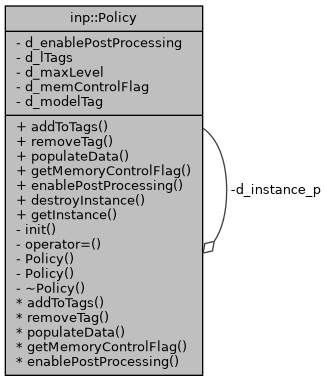 inp::Policy
- d_enablePostProcessing
- d_lTags
- d_maxLevel
- d_memControlFlag
- d_modelTag
+ addToTags()
+ removeTag()
+ populateData()
+ getMemoryControlFlag()
+ enablePostProcessing()
+ destroyInstance()
+ getInstance()
- init()
- operator=()
- Policy()
- Policy()
- ~Policy()
* addToTags()
* removeTag()
* populateData()
* getMemoryControlFlag()
* enablePostProcessing()
-d_instance_p